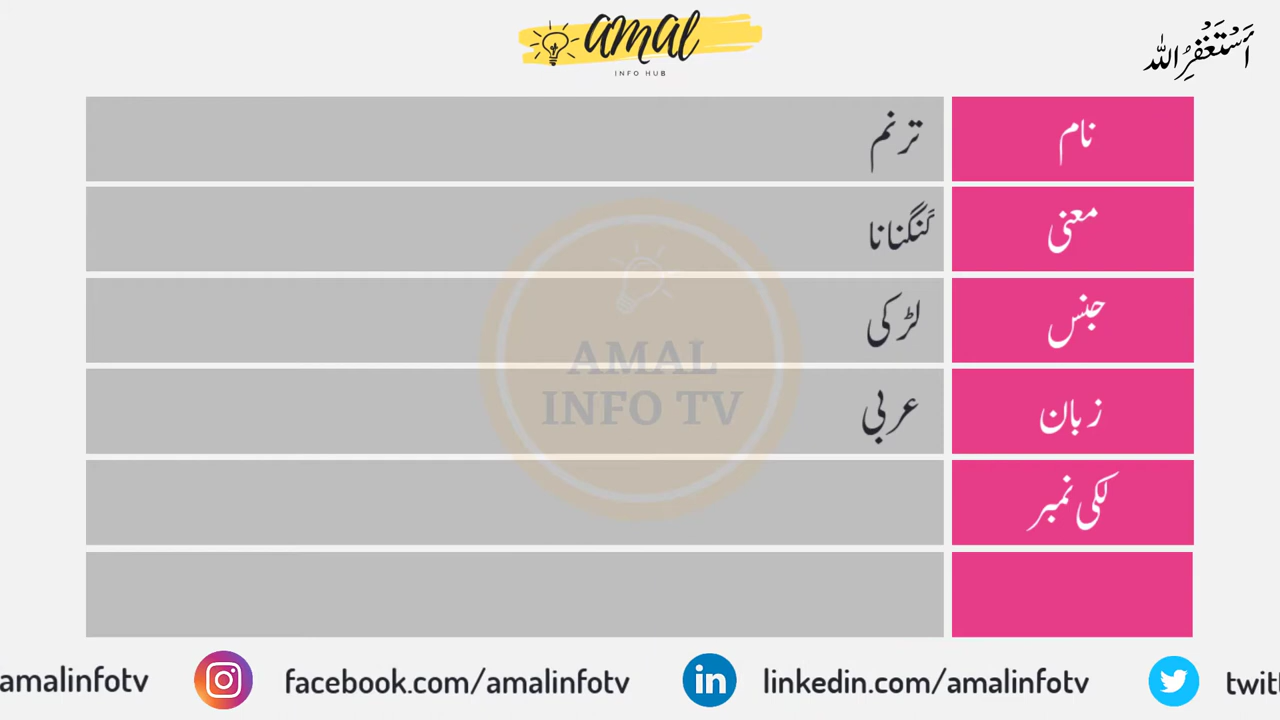 amal
INFO HUB
أَسْتَغْفِرُاللّٰه
نام ترنم
معنی گنگنانا
جنس لڑکی
زبان عربی
لکی نمبر
AMAL
INFO TV
amalinfotv facebook.com/amalinfotv linkedin.com/amalinfotv twitt